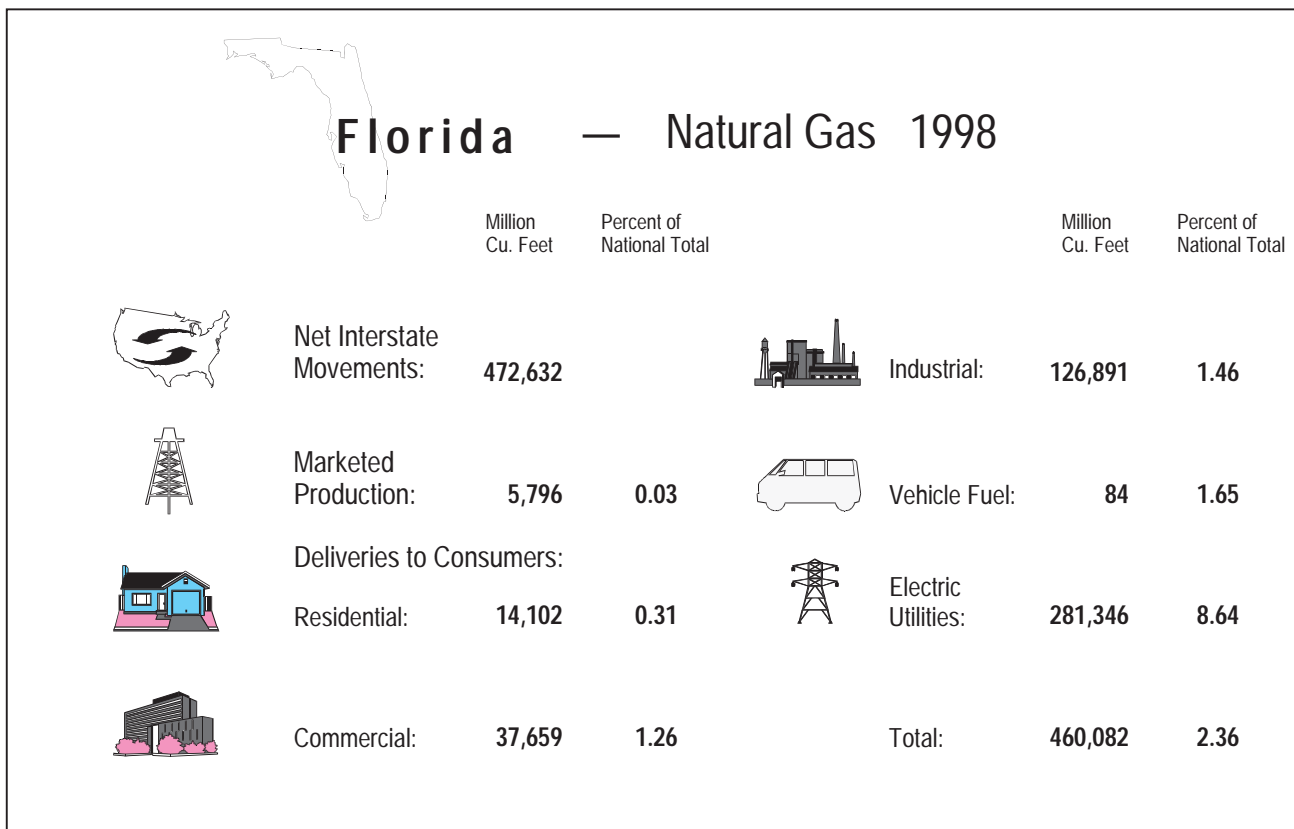 Florida — Natural Gas 1998
Million
Cu. Feet
Percent of
National Total
Million
Cu. Feet
Percent of
National Total
Net Interstate
Movements: 472,632
Industrial: 126,891 1.46
Marketed
Production: 5,796 0.03
Vehicle Fuel: 84 1.65
Deliveries to Consumers:
Residential: 14,102 0.31
Electric
Utilities: 281,346 8.64
Commercial: 37,659 1.26
Total: 460,082 2.36